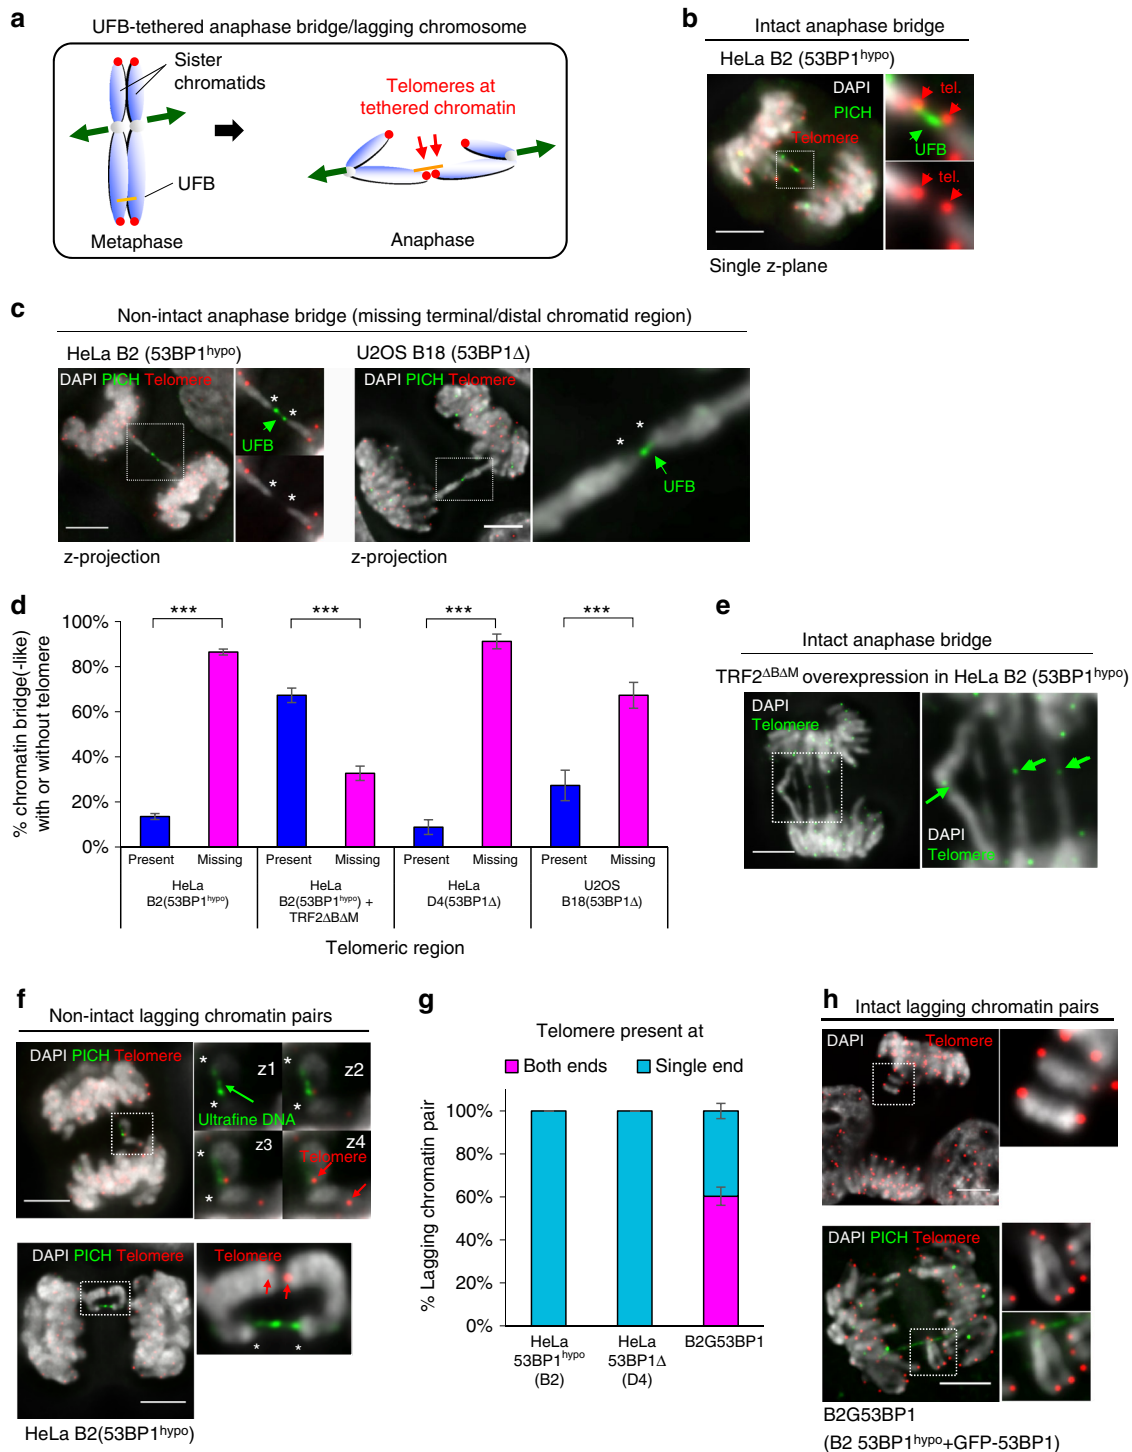 a
UFB-tethered anaphase bridge/lagging chromosome
Sister
chromatids
UFB
Metaphase
Telomeres at
tethered chromatin
Anaphase
b
Intact anaphase bridge
HeLa B2 (53BP1hypo)
DAPI
PICH
Telomere
tel.
UFB
tel.
Single z-plane
c
Non-intact anaphase bridge (missing terminal/distal chromatid region)
HeLa B2 (53BP1hypo)
DAPI PICH Telomere
* *
UFB
* *
z-projection
U2OS B18 (53BP1Δ)
DAPI PICH Telomere
* *
UFB
z-projection
d
% chromatin bridge(-like)
with or without telomere
100%
80%
60%
40%
20%
0%
*** *** *** ***
Present Missing Present Missing Present Missing Present Missing
HeLa
B2(53BP1hypo)
HeLa
B2(53BP1hypo) +
TRF2ΔBΔM
HeLa
D4(53BP1Δ)
U2OS
B18(53BP1Δ)
Telomeric region
e
Intact anaphase bridge
TRF2ΔBΔM overexpression in HeLa B2 (53BP1hypo)
DAPI
Telomere
DAPI
Telomere
f
Non-intact lagging chromatin pairs
DAPI PICH Telomere
* z1
*
Ultrafine DNA
* z2
*
* z3
*
z4
Telomere
DAPI PICH Telomere
Telomere
* *
HeLa B2(53BP1hypo)
g
Telomere present at
Both ends Single end
% Lagging chromatin pair
100%
80%
60%
40%
20%
0%
HeLa
53BP1hypo
(B2)
HeLa
53BP1Δ
(D4)
B2G53BP1
h
Intact lagging chromatin pairs
DAPI Telomere
DAPI PICH Telomere
B2G53BP1
(B2 53BP1hypo+GFP-53BP1)